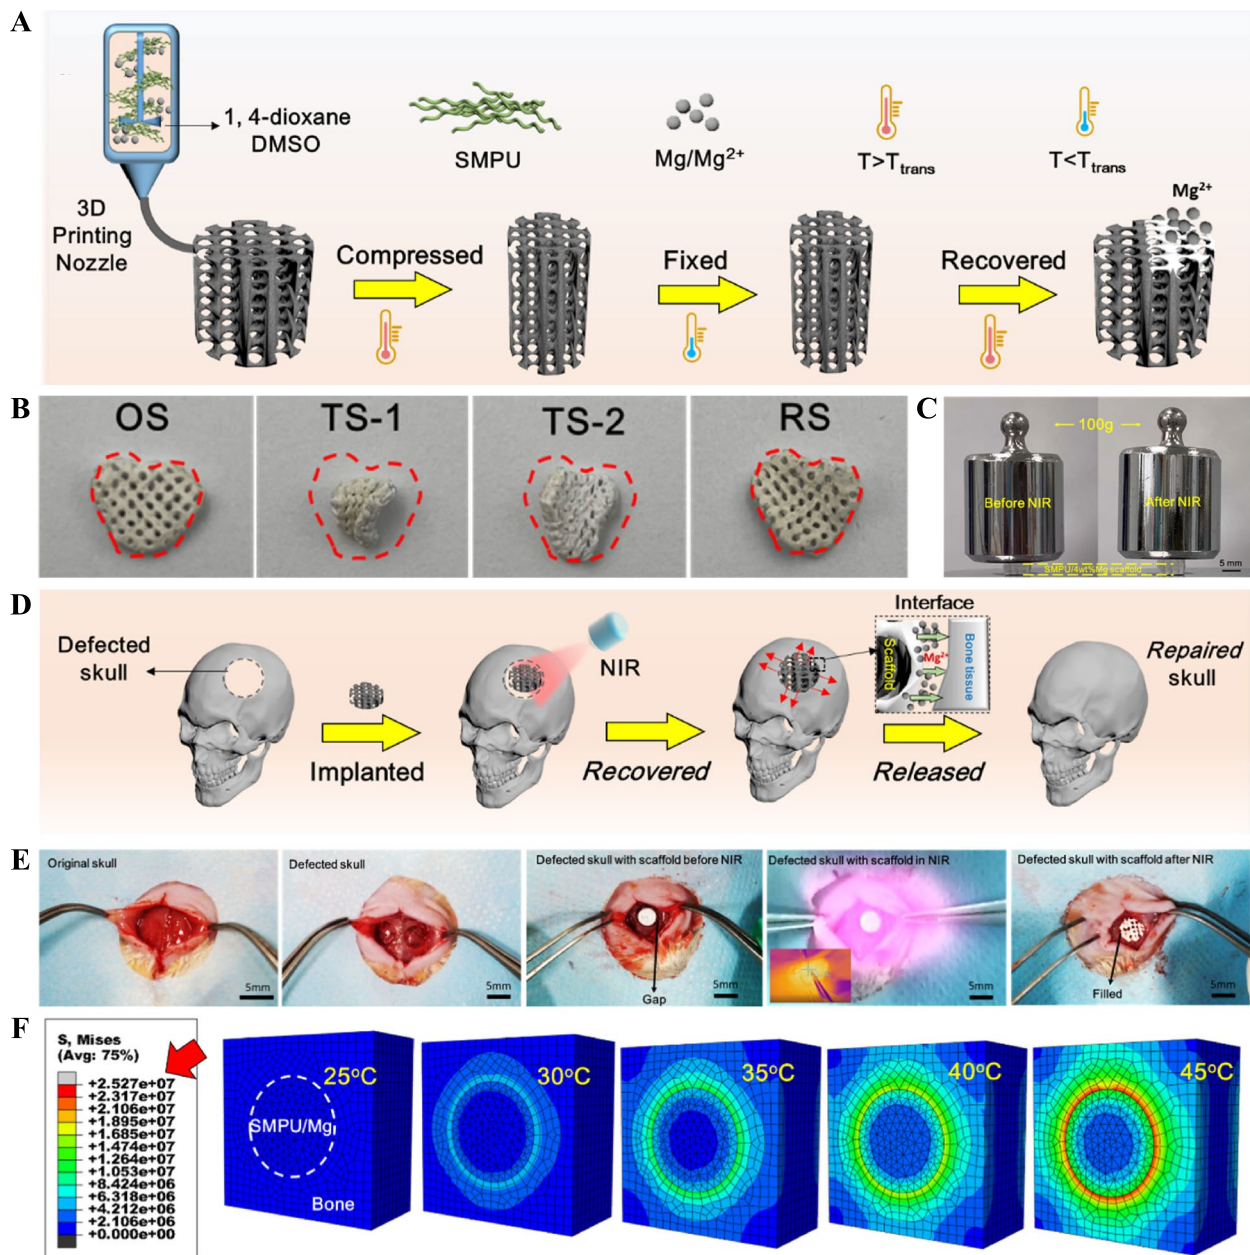 A
1, 4-dioxane
DMSO
SMPU
Mg/Mg²⁺
T>Ttrans
T<Ttrans
3D
Printing
Nozzle
Compressed
Fixed
Recovered
Mg²⁺
B
OS
TS-1
TS-2
RS
C
100g
Before NIR
After NIR
SMPU/4wt%Mg scaffold
5 mm
D
Defected
skull
Implanted
NIR
Recovered
Interface
Scaffold
Mg²⁺
Bone tissue
Released
Repaired
skull
E
Original skull
5mm
Defected skull
5mm
Defected skull with scaffold before NIR
Gap
5mm
Defected skull with scaffold in NIR
5mm
Defected skull with scaffold after NIR
Filled
5mm
F
S, Mises
(Avg: 75%)
+2.527e+07
+2.317e+07
+2.106e+07
+1.895e+07
+1.685e+07
+1.474e+07
+1.264e+07
+1.053e+07
+8.424e+06
+6.318e+06
+4.212e+06
+2.106e+06
+0.000e+00
25°C
SMPU/Mg
Bone
30°C
35°C
40°C
45°C